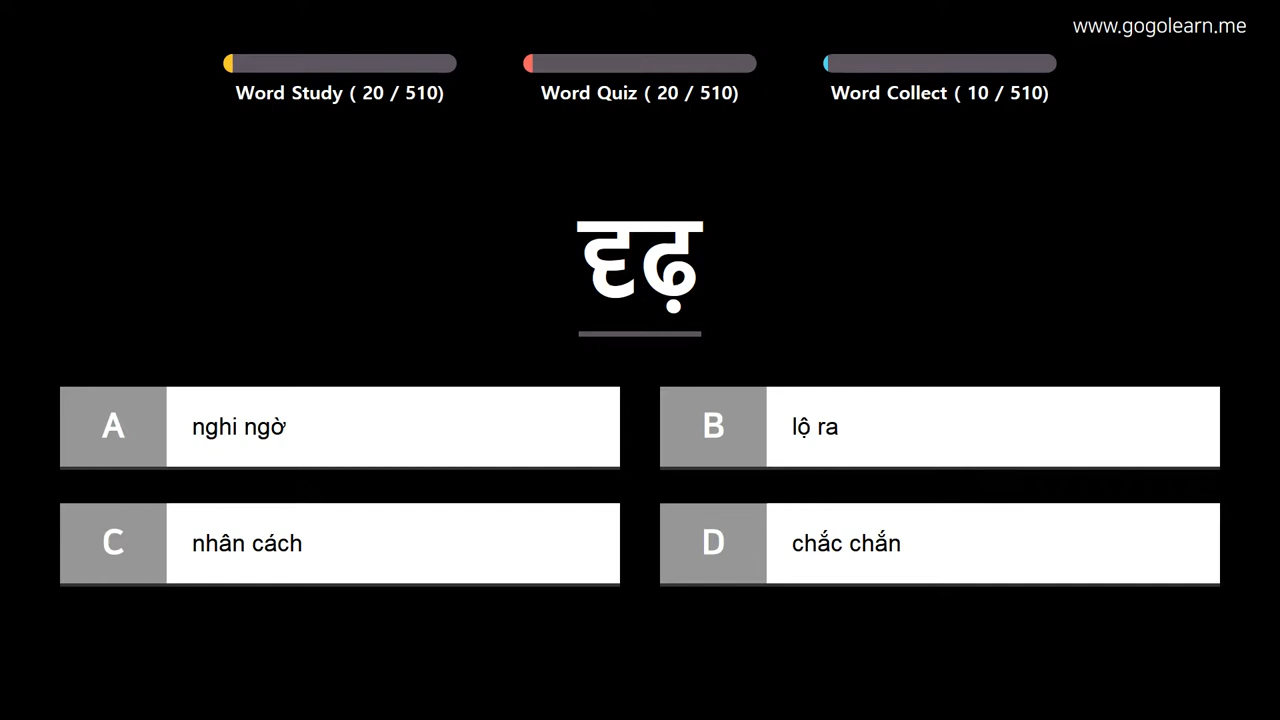 www.gogolearn.me
Word Study ( 20 / 510)
Word Quiz ( 20 / 510)
Word Collect ( 10 / 510)
दृढ़
A nghi ngờ
B lộ ra
C nhân cách
D chắc chắn